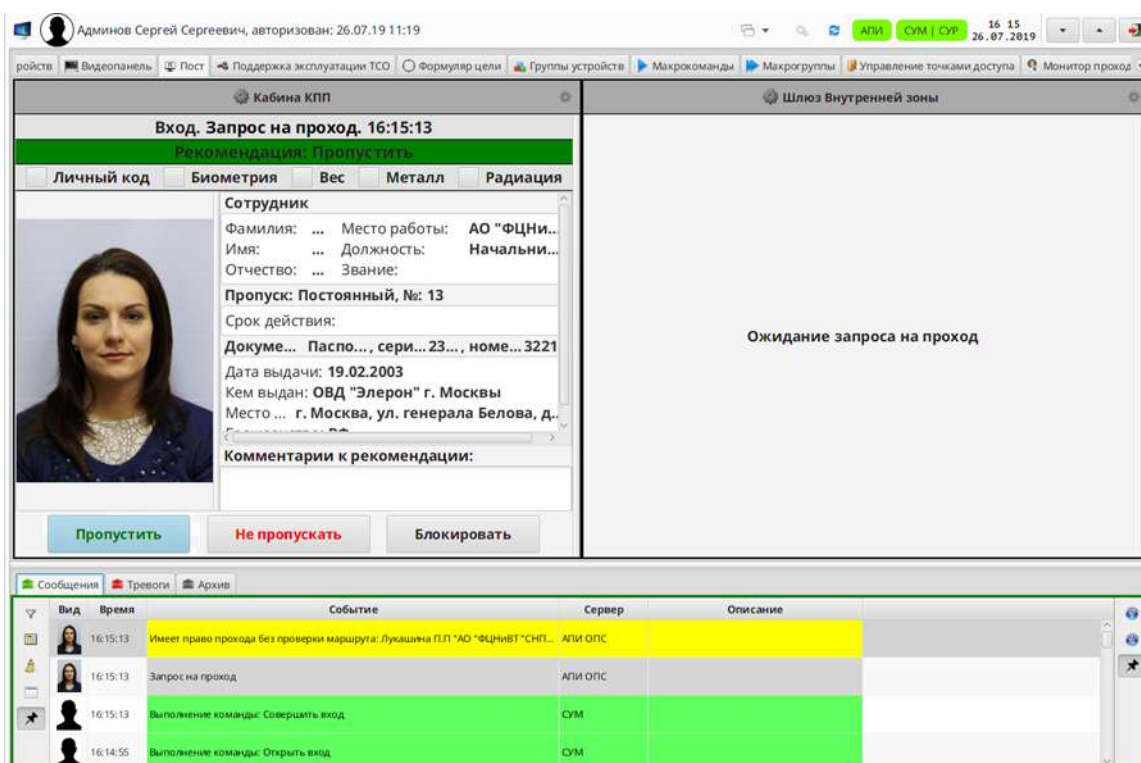 Админов Сергей Сергеевич, авторизован: 26.07.19 11:19 АПИ СУМ | СУР 16 15
26.07.2019
ройств Видеопанель Пост Поддержка эксплуатации ТСО Формуляр цели Группы устройств Макрокоманды Макрогруппы Управление точками доступа Монитор проход
Кабина КПП
Вход. Запрос на проход. 16:15:13
Рекомендация: Пропустить
Личный код Биометрия Вес Металл Радиация
Сотрудник
Фамилия: ... Место работы: АО "ФЦНи...
Имя: ... Должность: Начальни...
Отчество: ... Звание:
Пропуск: Постоянный, №: 13
Срок действия:
Докуме... Паспо..., сери... 23..., номе... 3221
Дата выдачи: 19.02.2003
Кем выдан: ОВД "Элерон" г. Москвы
Место ... г. Москва, ул. генерала Белова, д..
Комментарии к рекомендации:
Пропустить Не пропускать Блокировать
Шлюз Внутренней зоны
Ожидание запроса на проход
Сообщения Тревоги Архив
Вид Время Событие Сервер Описание
16:15:13 Имеет право прохода без проверки маршрута: Лукашина П.П "АО "ФЦНиВТ "СНП... АПИ ОПС
16:15:13 Запрос на проход АПИ ОПС
16:15:13 Выполнение команды: Совершить вход СУМ
16:14:55 Выполнение команды: Открыть вход СУМ